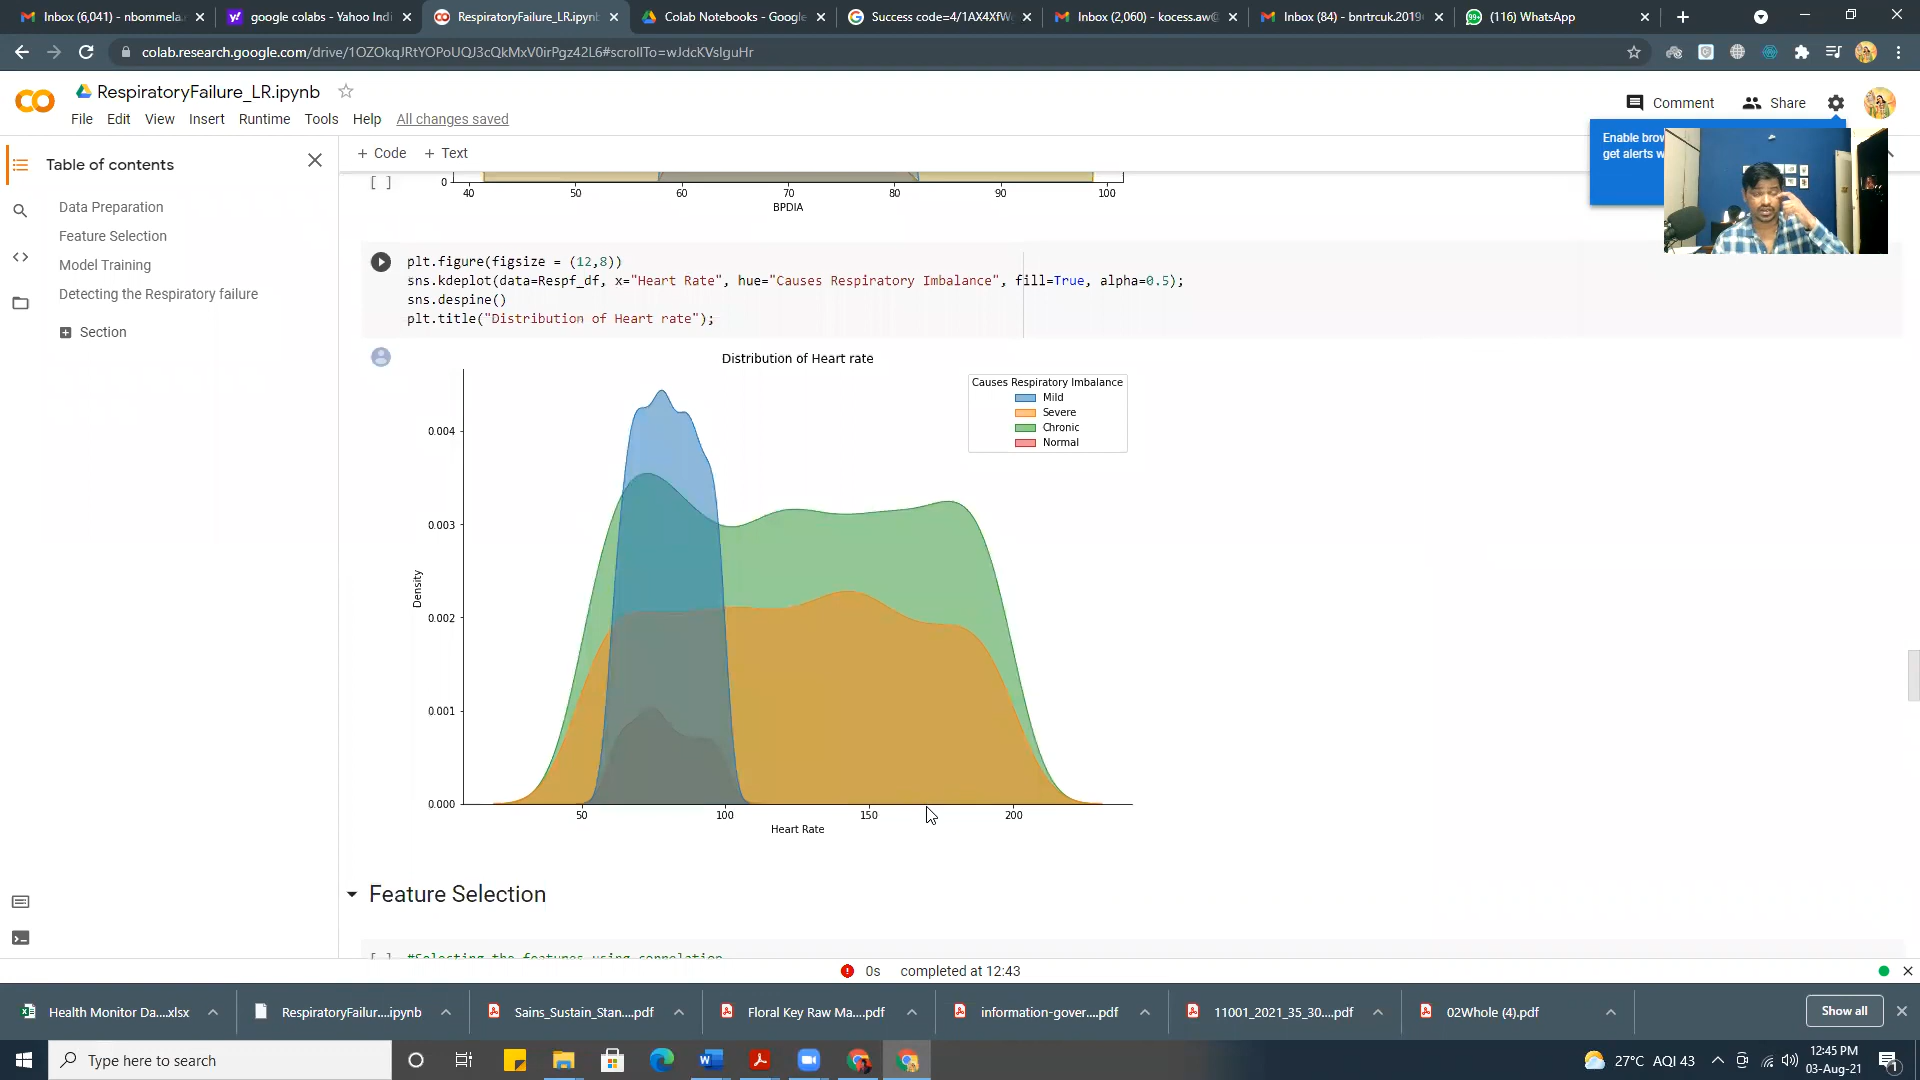 Inbox (6,041) - nbommela.
google colabs - Yahoo Indi
RespiratoryFailure_LR.ipynb
Colab Notebooks - Google
Success code=4/1AX4XfW
Inbox (2,060) - kocess.aw@
Inbox (84) - bnrtrcuk.2019
(116) WhatsApp
colab.research.google.com/drive/1OZOkqJRtYOPoUQJ3cQkMxV0irPgz42L6#scrollTo=wJdcKVslguHr
RespiratoryFailure_LR.ipynb
Comment
Share
File Edit View Insert Runtime Tools Help All changes saved
Enable brow
get alerts w
Table of contents
+ Code + Text
Data Preparation
Feature Selection
Model Training
Detecting the Respiratory failure
Section
[ ]
0
40 50 60 70 80 90 100
BPDIA
plt.figure(figsize = (12,8))
sns.kdeplot(data=Respf_df, x="Heart Rate", hue="Causes Respiratory Imbalance", fill=True, alpha=0.5);
sns.despine()
plt.title("Distribution of Heart rate");
Distribution of Heart rate
Causes Respiratory Imbalance
Mild
Severe
Chronic
Normal
0.004
0.003
0.002
0.001
0.000
Density
50 100 150 200
Heart Rate
Feature Selection
[ ] #Selecting the features using correlation
0s completed at 12:43
Health Monitor Da....xlsx
RespiratoryFailur....ipynb
Sains_Sustain_Stan....pdf
Floral Key Raw Ma....pdf
information-gover....pdf
11001_2021_35_30....pdf
02Whole (4).pdf
Show all
Type here to search
27°C AQI 43
12:45 PM
03-Aug-21
1